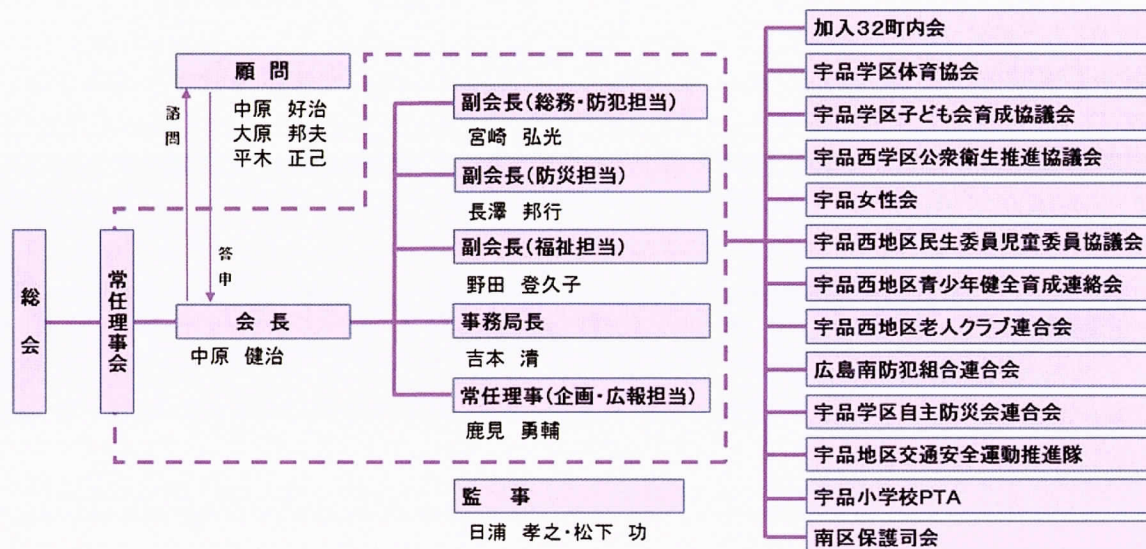 総会
常任理事会
顧問
中原 好治
大原 邦夫
平木 正己
諮問
答申
会長
中原 健治
副会長(総務・防犯担当)
宮崎 弘光
副会長(防災担当)
長澤 邦行
副会長(福祉担当)
野田 登久子
事務局長
吉本 清
常任理事(企画・広報担当)
鹿見 勇輔
監事
日浦 孝之・松下 功
加入32町内会
宇品学区体育協会
宇品学区子ども会育成協議会
宇品西学区公衆衛生推進協議会
宇品女性会
宇品西地区民生委員児童委員協議会
宇品西地区青少年健全育成連絡会
宇品西地区老人クラブ連合会
広島南防犯組合連合会
宇品学区自主防災会連合会
宇品地区交通安全運動推進隊
宇品小学校PTA
南区保護司会